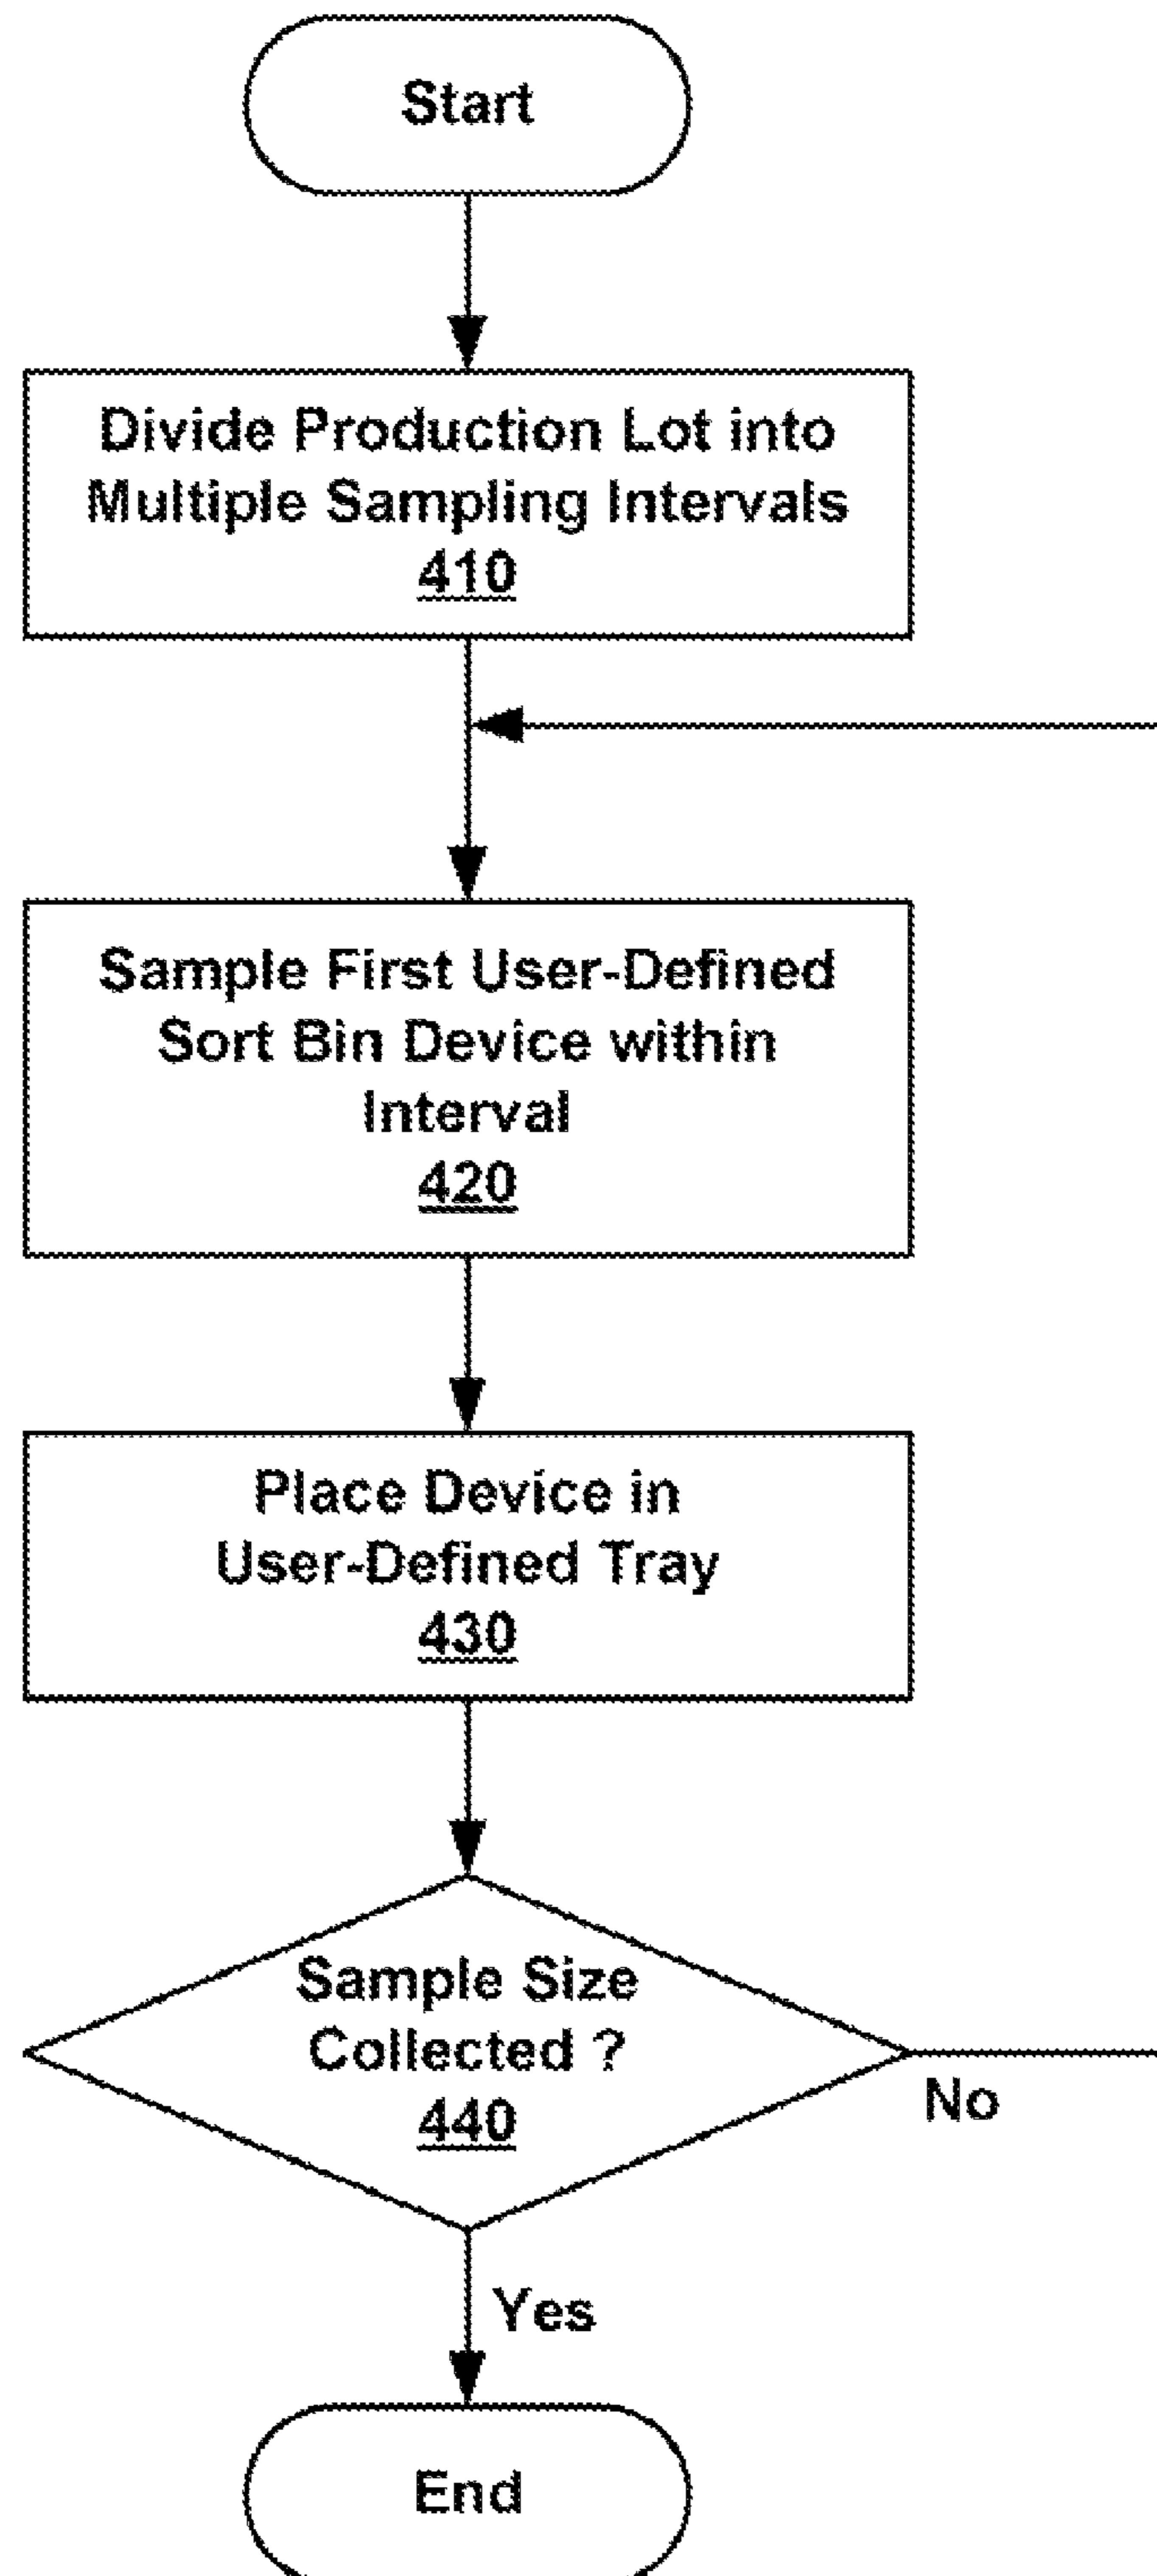 Start
Divide Production Lot into
Multiple Sampling Intervals
410
Sample First User-Defined
Sort Bin Device within
Interval
420
Place Device in
User-Defined Tray
430
Sample Size
Collected ?
440
No
Yes
End